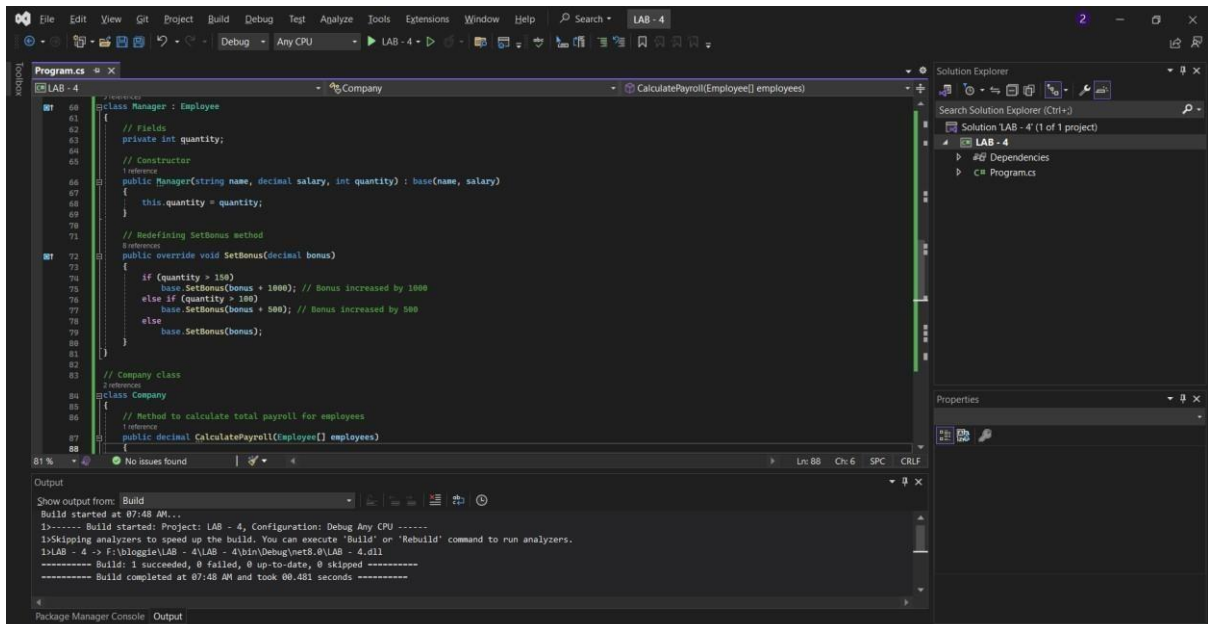 File Edit View Git Project Build Debug Test Analyze Tools Extensions Window Help Search LAB - 4 2
Debug Any CPU LAB - 4
Toolbox
Program.cs
LAB - 4 Company CalculatePayroll(Employee[] employees)
3 references
60 class Manager : Employee
61 {
62 // Fields
63 private int quantity;
64
65 // Constructor
1 reference
66 public Manager(string name, decimal salary, int quantity) : base(name, salary)
67 {
68 this.quantity = quantity;
69 }
70
71 // Redefining SetBonus method
8 references
72 public override void SetBonus(decimal bonus)
73 {
74 if (quantity > 150)
75 base.SetBonus(bonus + 1000); // Bonus increased by 1000
76 else if (quantity > 100)
77 base.SetBonus(bonus + 500); // Bonus increased by 500
78 else
79 base.SetBonus(bonus);
80 }
81 }
82
83 // Company class
2 references
84 class Company
85 {
86 // Method to calculate total payroll for employees
1 reference
87 public decimal CalculatePayroll(Employee[] employees)
88 {
81 % No issues found Ln: 88 Ch: 6 SPC CRLF
Output
Show output from: Build
Build started at 07:48 AM...
1>------ Build started: Project: LAB - 4, Configuration: Debug Any CPU ------
1>Skipping analyzers to speed up the build. You can execute 'Build' or 'Rebuild' command to run analyzers.
1>LAB - 4 -> F:\bloggie\LAB - 4\LAB - 4\bin\Debug\net8.0\LAB - 4.dll
========== Build: 1 succeeded, 0 failed, 0 up-to-date, 0 skipped ==========
========== Build completed at 07:48 AM and took 00.481 seconds ==========
Package Manager Console Output
Solution Explorer
Search Solution Explorer (Ctrl+;)
Solution 'LAB - 4' (1 of 1 project)
LAB - 4
Dependencies
C# Program.cs
Properties